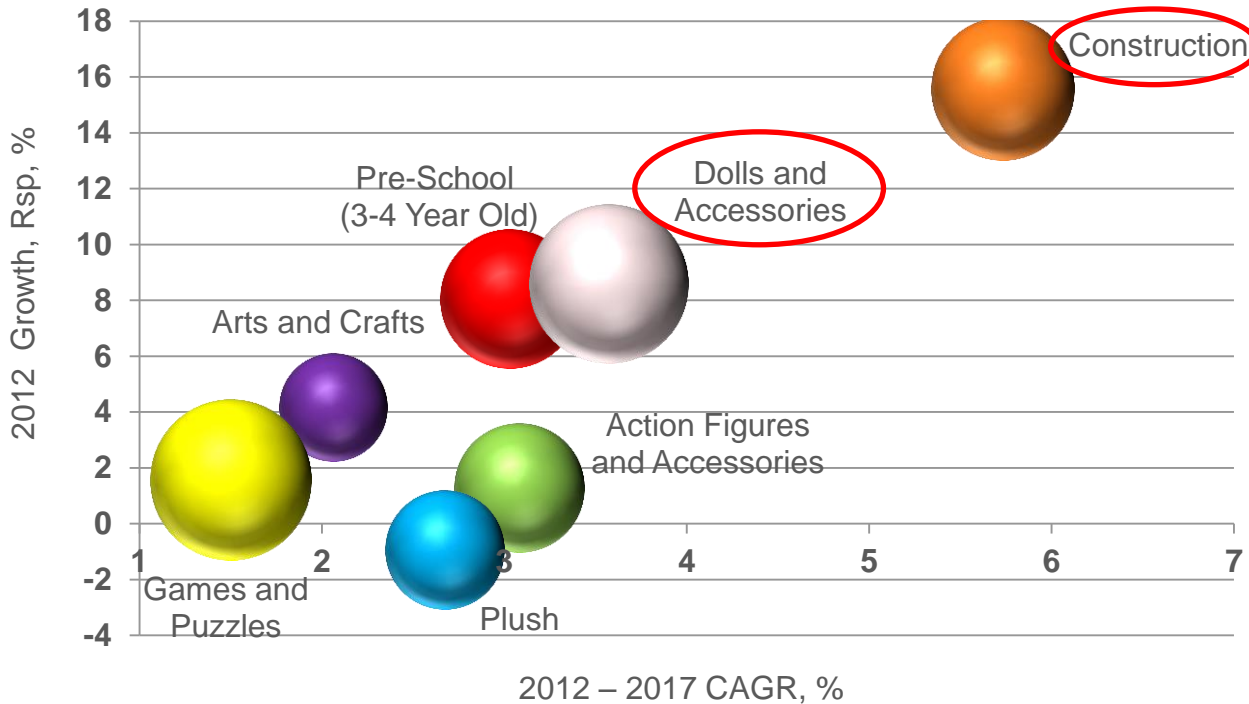 2012  Growth, Rsp, %
18
16
14
12
10
8
6
4
2
0
-2
-4
Construction
Dolls and
Accessories
Pre-School
(3-4 Year Old)
Arts and Crafts
Action Figures
and Accessories
1
2
3
4
5
6
7
Games and
Puzzles
Plush
2012 – 2017 CAGR, %